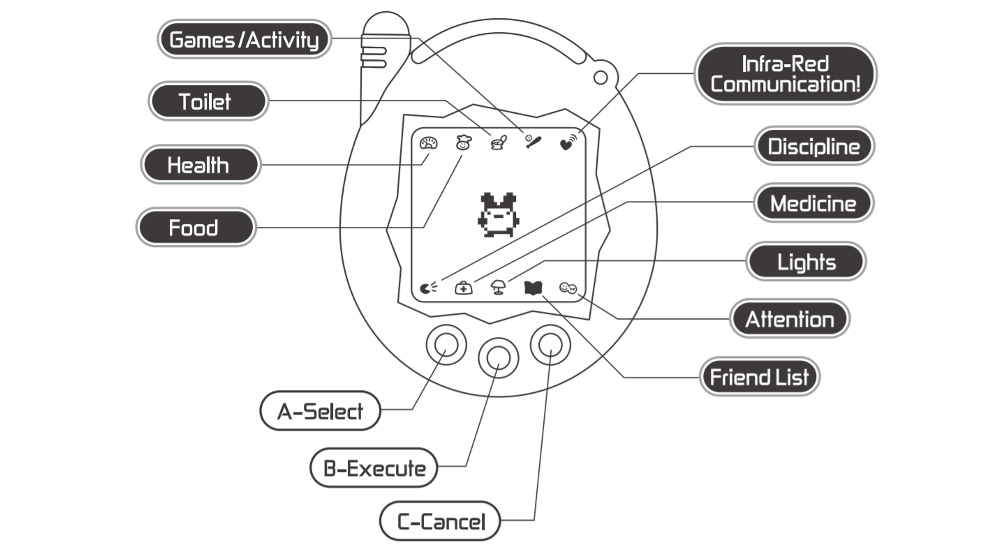 Games/Activity
Toilet
Health
Food
Infra-Red
Communication!
Discipline
Medicine
Lights
Attention
Friend List
A-Select
B-Execute
C-Cancel